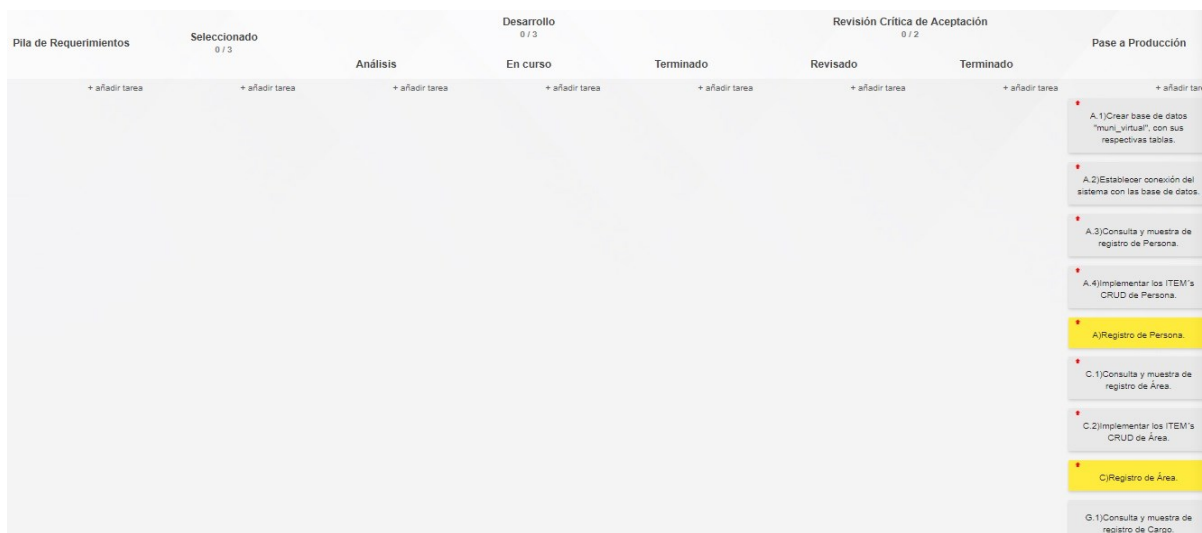 Pila de Requerimientos
Seleccionado
0 / 3
Desarrollo
0 / 3
Análisis
En curso
Terminado
Revisión Crítica de Aceptación
0 / 2
Revisado
Terminado
Pase a Producción
+ añadir tarea
+ añadir tarea
+ añadir tarea
+ añadir tarea
+ añadir tarea
+ añadir tarea
+ añadir tarea
+ añadir tar
A.1)Crear base de datos
"muni_virtual", con sus
respectivas tablas.
A.2)Establecer conexión del
sistema con las base de datos.
A.3)Consulta y muestra de
registro de Persona.
A.4)Implementar los ITEM´s
CRUD de Persona.
A)Registro de Persona.
C.1)Consulta y muestra de
registro de Área.
C.2)Implementar los ITEM´s
CRUD de Área.
C)Registro de Área.
G.1)Consulta y muestra de
registro de Cargo.